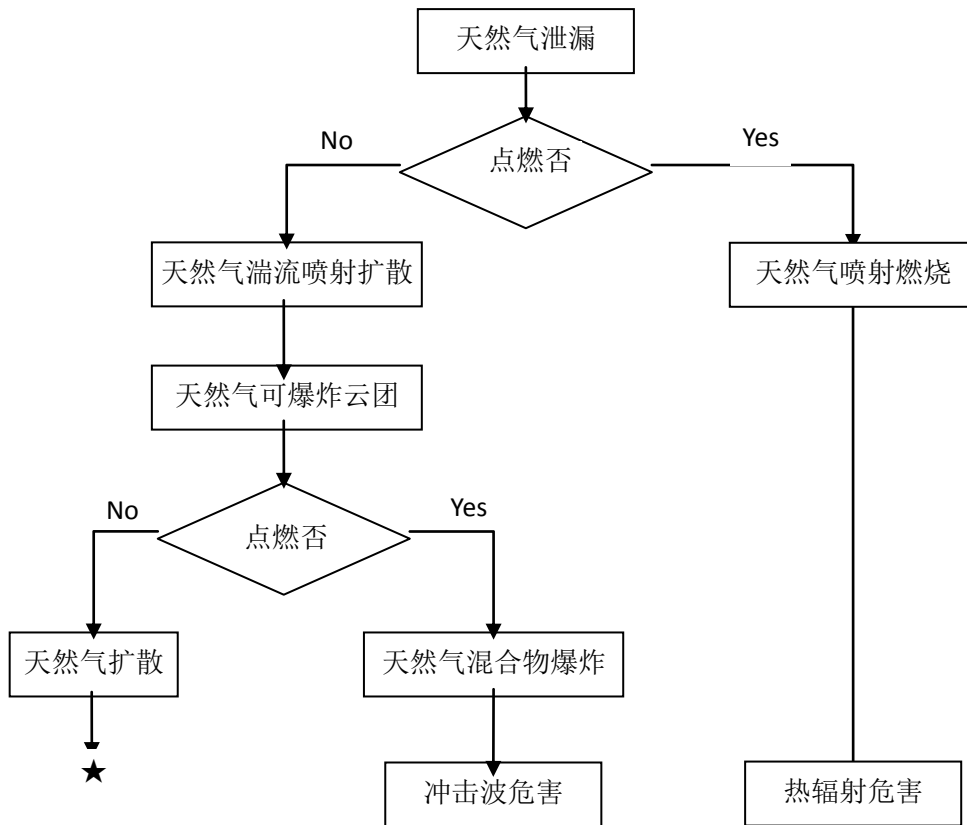 天然气泄漏
No
Yes
点燃否
天然气湍流喷射扩散
天然气喷射燃烧
天然气可爆炸云团
No
Yes
点燃否
天然气扩散
天然气混合物爆炸
★
冲击波危害
热辐射危害